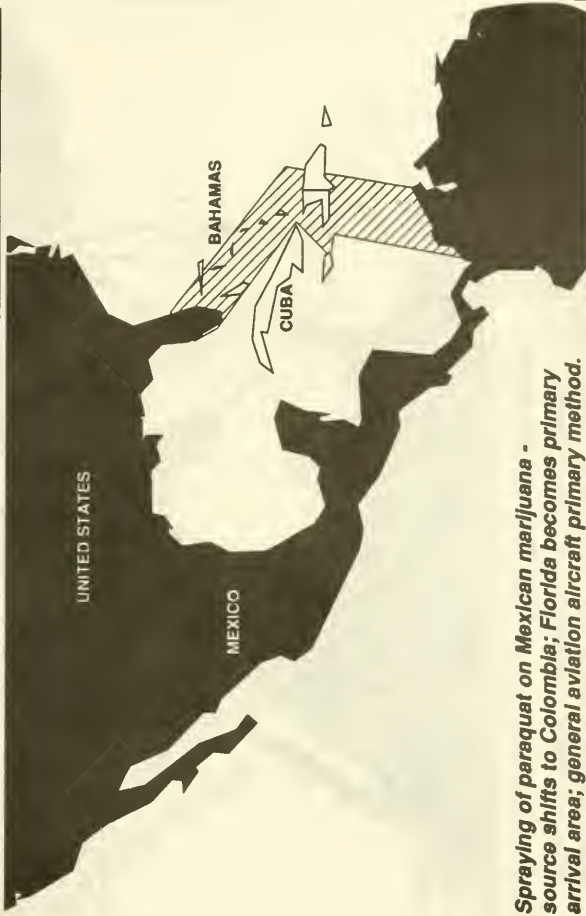 UNITED STATES
BAHAMAS
CUBA
MEXICO
Spraying of paraquat on Mexican marijuana -
source shifts to Colombia; Florida becomes primary
arrival area; general aviation aircraft primary method.